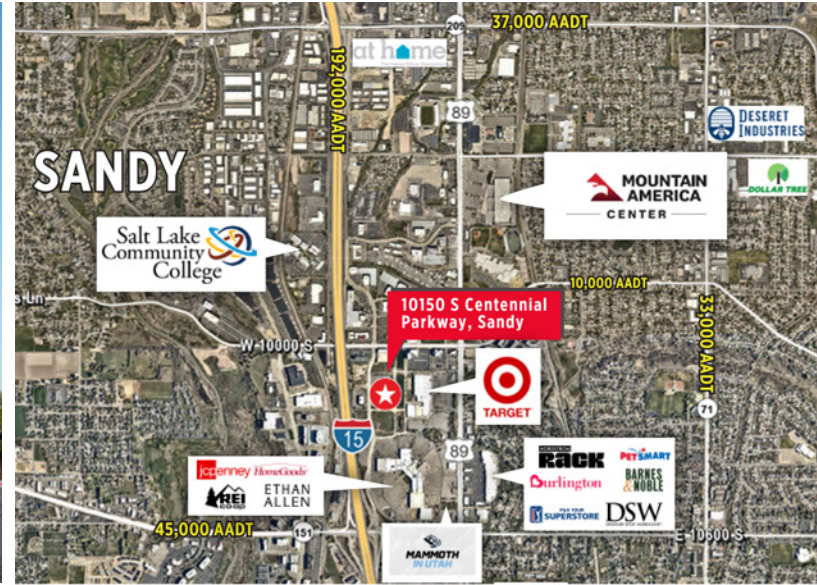 209
37,000 AADT
at home
192,000 AADT
89
DESERET
INDUSTRIES
SANDY
MOUNTAIN
AMERICA
CENTER
DOLLAR TREE
Salt Lake
Community
College
10,000 AADT
s Ln
10150 S Centennial
Parkway, Sandy
33,000 AADT
W 10000 S
TARGET
71
15
89
jcpenney HomeGoods
REI
co-op
ETHAN
ALLEN
RACK
PETSMART
Burlington
BARNES
&NOBLE
PGA TOUR
SUPERSTORE
DSW
45,000 AADT
151
E 10600 S
MAMMOTH
IN UTAH